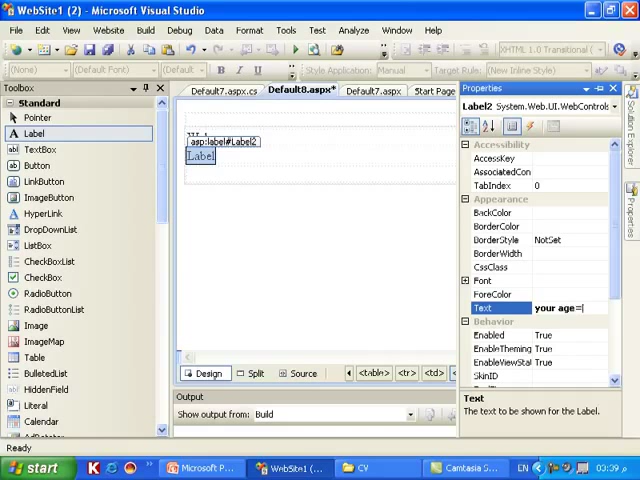 WebSite1 (2) - Microsoft Visual Studio
File Edit View Website Build Debug Data Format Tools Test Analyze Window Help
XHTML 1.0 Transitional (
(None) (Default Font) (Default Style Application: Manual Target Rule: (New Inline Style)
Toolbox
Standard
Pointer
Label
TextBox
Button
LinkButton
ImageButton
HyperLink
DropDownList
ListBox
CheckBoxList
CheckBox
RadioButton
RadioButtonList
Image
ImageMap
Table
BulletedList
HiddenField
Literal
Calendar
AdRotator
Default7.aspx.cs Default8.aspx* Default7.aspx Start Page
asp:label#Label2
Label
Design Split Source <table> <tr> <td>
Output
Show output from: Build
Properties
Label2 System.Web.UI.WebControls
Accessibility
AccessKey
AssociatedCon
TabIndex 0
Appearance
BackColor
BorderColor
BorderStyle NotSet
BorderWidth
CssClass
Font
ForeColor
Text your age=
Behavior
Enabled True
EnableTheming True
EnableViewStat True
SkinID
Text
The text to be shown for the Label.
Solution Explorer
Properties
Ready
start Microsoft P... WebSite1 (... CV Camtasia S... EN 03:39 م